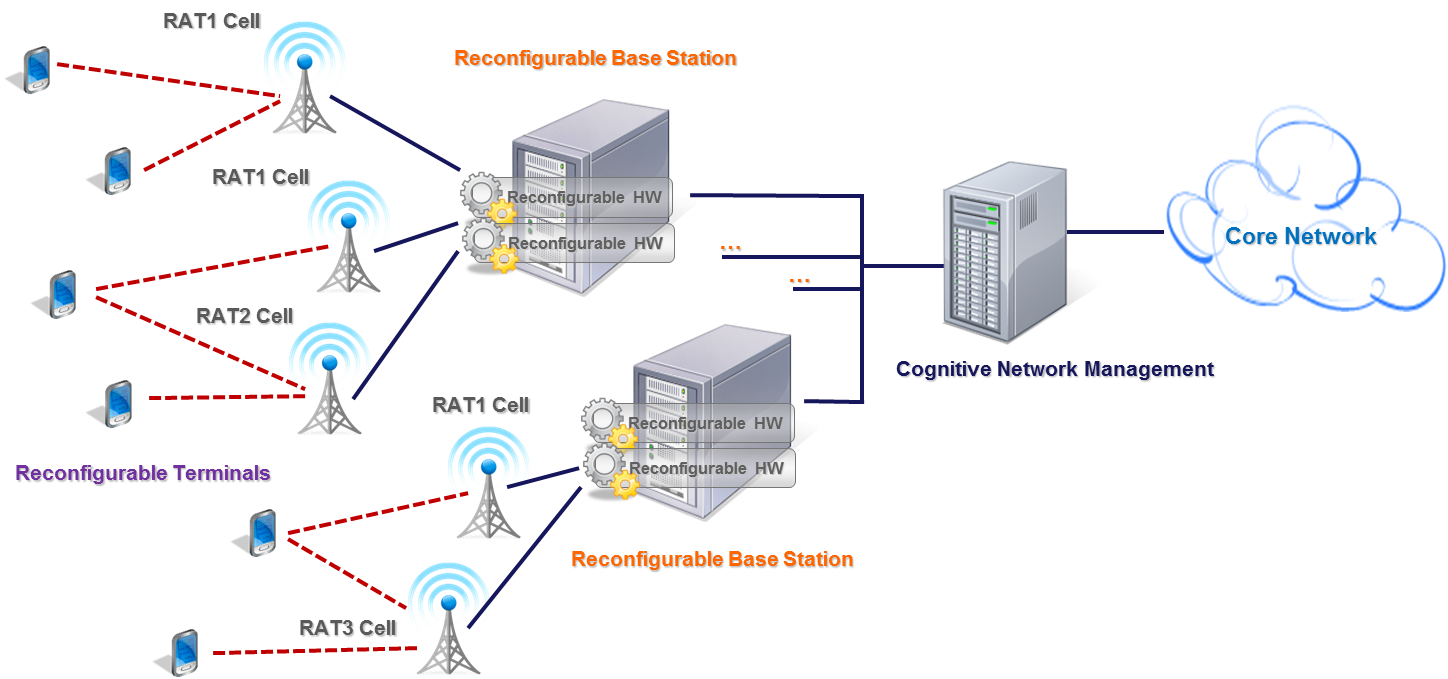 RAT1 Cell
Reconfigurable Base Station
RAT1 Cell
Reconfigurable HW
Reconfigurable HW
...
Core Network
...
RAT2 Cell
Cognitive Network Management
RAT1 Cell
Reconfigurable HW
Reconfigurable HW
Reconfigurable Terminals
Reconfigurable Base Station
RAT3 Cell